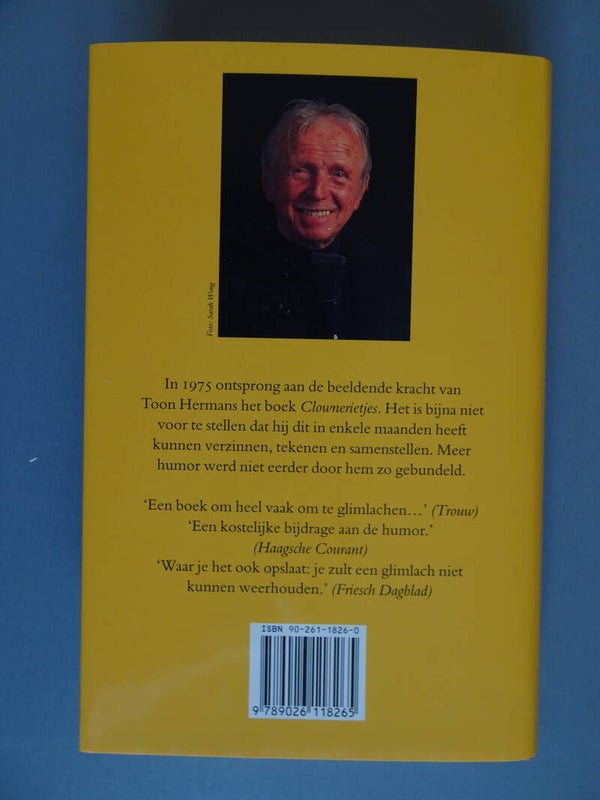 Foto: Sarah Wong
In 1975 ontsprong aan de beeldende kracht van
Toon Hermans het boek Clownerietjes. Het is bijna niet
voor te stellen dat hij dit in enkele maanden heeft
kunnen verzinnen, tekenen en samenstellen. Meer
humor werd niet eerder door hem zo gebundeld.
‘Een boek om heel vaak om te glimlachen…’ (Trouw)
‘Een kostelijke bijdrage aan de humor.’
(Haagsche Courant)
‘Waar je het ook opslaat: je zult een glimlach niet
kunnen weerhouden.’ (Friesch Dagblad)
ISBN 90-261-1826-0
9 789026 118265